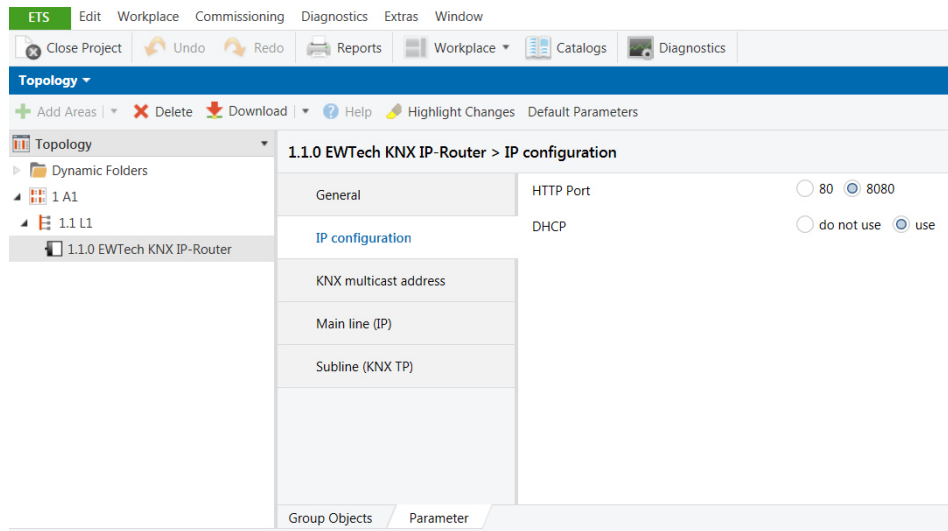 ETS Edit Workplace Commissioning Diagnostics Extras Window
Close Project Undo Redo Reports Workplace Catalogs Diagnostics
Topology
Add Areas Delete Download Help Highlight Changes Default Parameters
Topology
Dynamic Folders
1 A1
1.1 L1
1.1.0 EWTech KNX IP-Router
1.1.0 EWTech KNX IP-Router > IP configuration
General
IP configuration
KNX multicast address
Main line (IP)
Subline (KNX TP)
HTTP Port 80 8080
DHCP do not use use
Group Objects Parameter